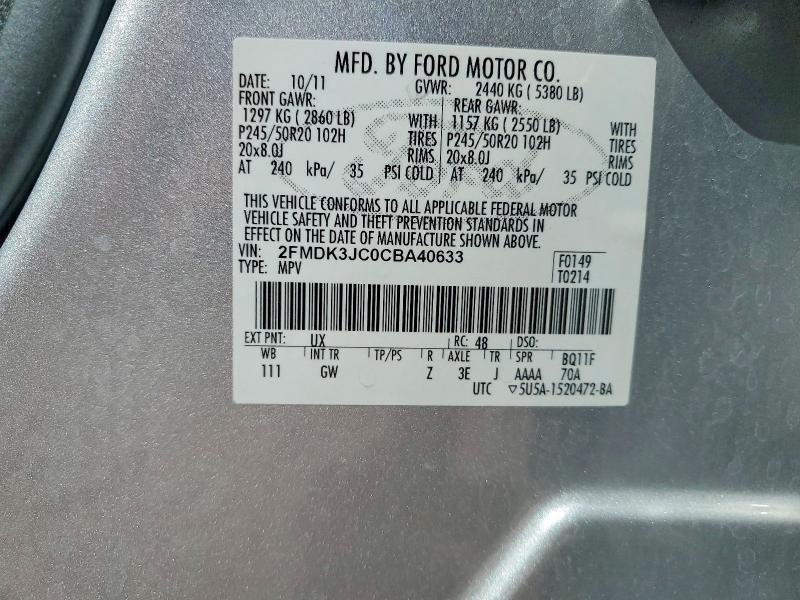 MFD. BY FORD MOTOR CO.
DATE: 10/11 GVWR: 2440 KG ( 5380 LB)
FRONT GAWR: REAR GAWR:
1297 KG ( 2860 LB) WITH 1157 KG ( 2550 LB) WITH
P245/50R20 102H TIRES P245/50R20 102H TIRES
20x8.0J RIMS 20x8.0J RIMS
AT 240 kPa/ 35 PSI COLD AT 240 kPa/ 35 PSI COLD
THIS VEHICLE CONFORMS TO ALL APPLICABLE FEDERAL MOTOR
VEHICLE SAFETY AND THEFT PREVENTION STANDARDS IN
EFFECT ON THE DATE OF MANUFACTURE SHOWN ABOVE.
VIN: 2FMDK3JC0CBA40633 F0149
TYPE: MPV T0214
EXT PNT: UX RC: 48 DSO:
WB INT TR TP/PS R AXLE TR SPR BQ11F
111 GW Z 3E J AAAA 70A
UTC ▽5U5A-1520472-BA